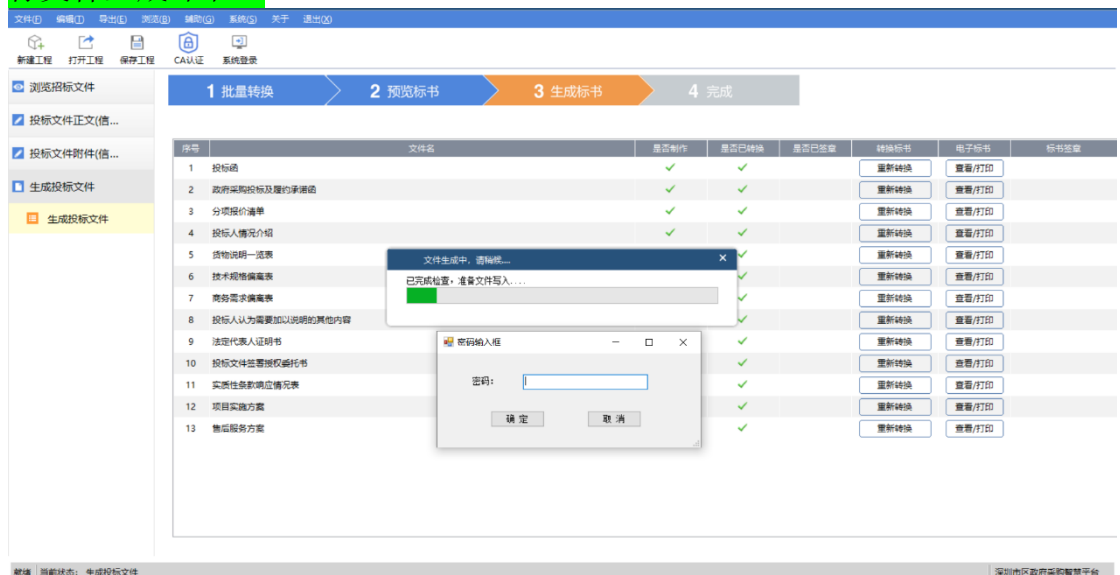 文件(F) 编辑(J) 导出(E) 浏览(B) 辅助(G) 系统(S) 关于 退出(X)
新建工程 打开工程 保存工程 CA认证 系统登录
浏览招标文件
投标文件正文(信...
投标文件附件(信...
生成投标文件
生成投标文件
1 批量转换 2 预览标书 3 生成标书 4 完成
序号 文件名 是否制作 是否已转换 是否已签章 转换标书 电子标书 标书签章
1 投标函 重新转换 查看/打印
2 政府采购投标及履约承诺函 重新转换 查看/打印
3 分项报价清单 重新转换 查看/打印
4 投标人情况介绍 重新转换 查看/打印
5 货物说明一览表 重新转换 查看/打印
6 技术规格偏离表 重新转换 查看/打印
7 商务需求偏离表 重新转换 查看/打印
8 投标人认为需要加以说明的其他内容 重新转换 查看/打印
9 法定代表人证明书 重新转换 查看/打印
10 投标文件签署授权委托书 重新转换 查看/打印
11 实质性条款响应情况表 重新转换 查看/打印
12 项目实施方案 重新转换 查看/打印
13 售后服务方案 重新转换 查看/打印
文件生成中，请稍候....
已完成检查，准备文件写入....
密码输入框
密码：
确 定 取 消
就绪 当前状态： 生成投标文件 深圳市区政府采购智慧平台